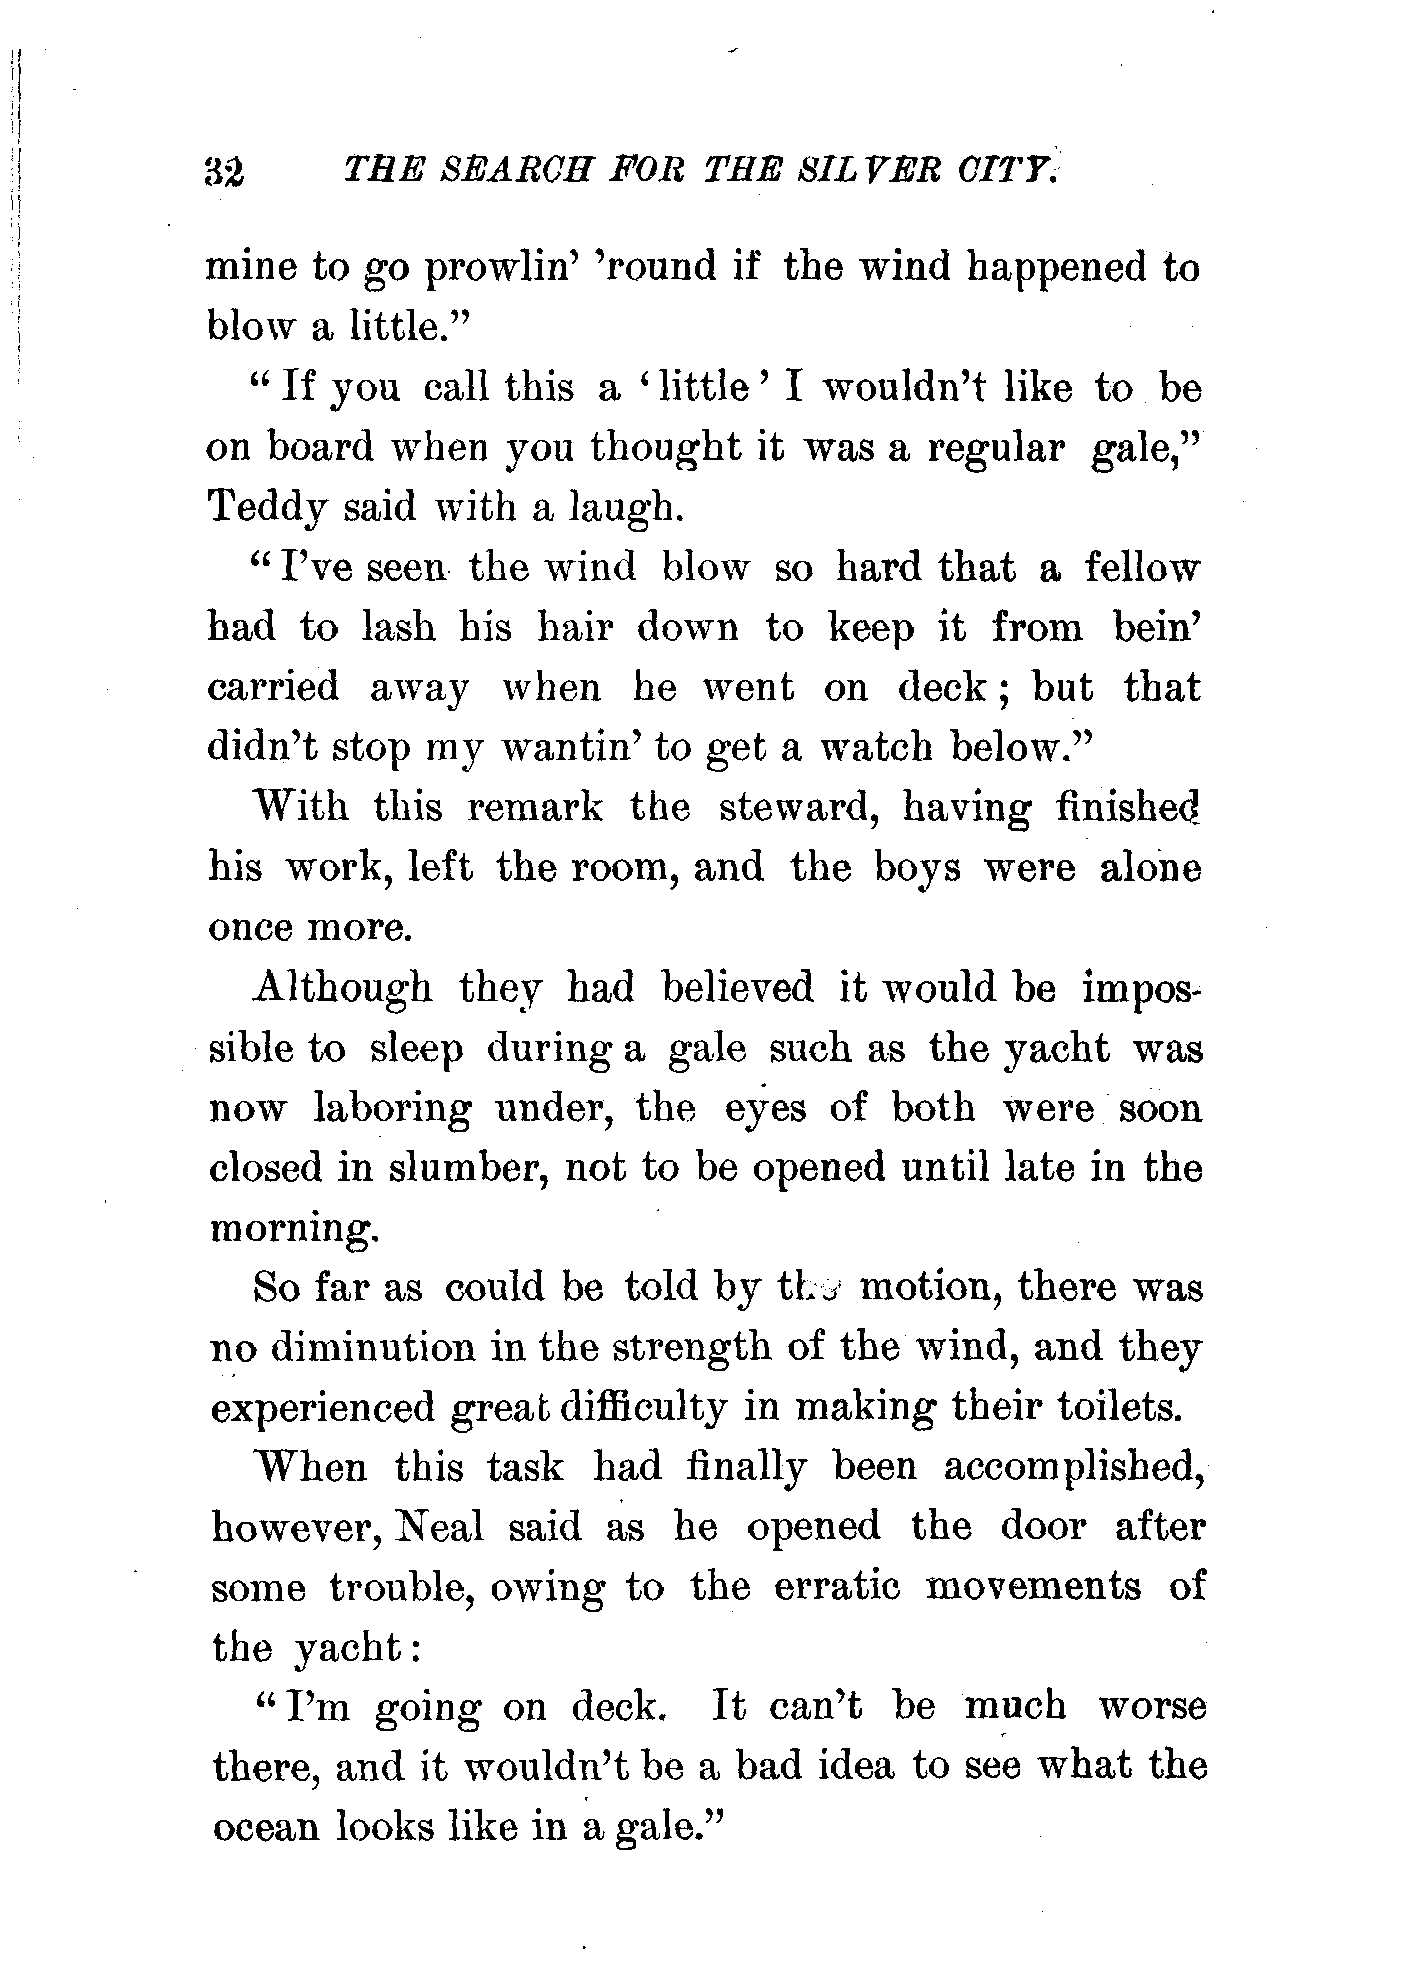 32 THE SEARCH FOR THE SILVER CITY.
mine to go prowlin' 'round if the wind happened to
blow a little."
"If you call this a 'little' I wouldn't like to be
on board when you thought it was a regular gale,"
Teddy said with a laugh.
"I've seen the wind blow so hard that a fellow
had to lash his hair down to keep it from bein'
carried away when he went on deck; but that
didn't stop my wantin' to get a watch below."
With this remark the steward, having finished
his work, left the room, and the boys were alone
once more.
Although they had believed it would be impos-
sible to sleep during a gale such as the yacht was
now laboring under, the eyes of both were soon
closed in slumber, not to be opened until late in the
morning.
So far as could be told by the motion, there was
no diminution in the strength of the wind, and they
experienced great difficulty in making their toilets.
When this task had finally been accomplished,
however, Neal said as he opened the door after
some trouble, owing to the erratic movements of
the yacht:
"I'm going on deck. It can't be much worse
there, and it wouldn't be a bad idea to see what the
ocean looks like in a gale."